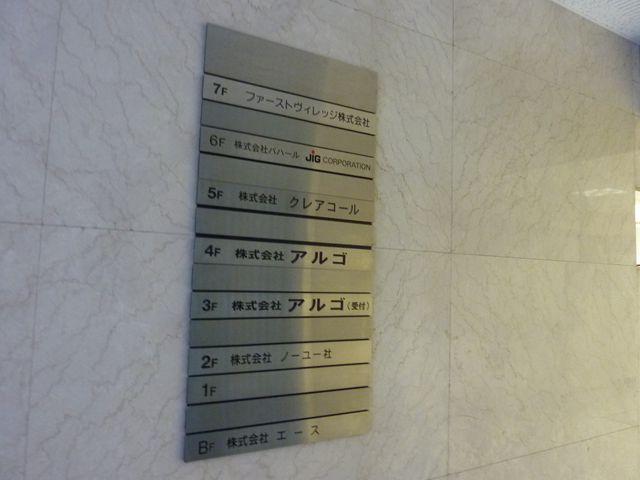 7F ファーストヴィレッジ株式会社
6F 株式会社バハール JIG CORPORATION
5F 株式会社 クレアコール
4F 株式会社 アルゴ
3F 株式会社 アルゴ(受付)
2F 株式会社 ノーユー社
1F
BF 株式会社 エース